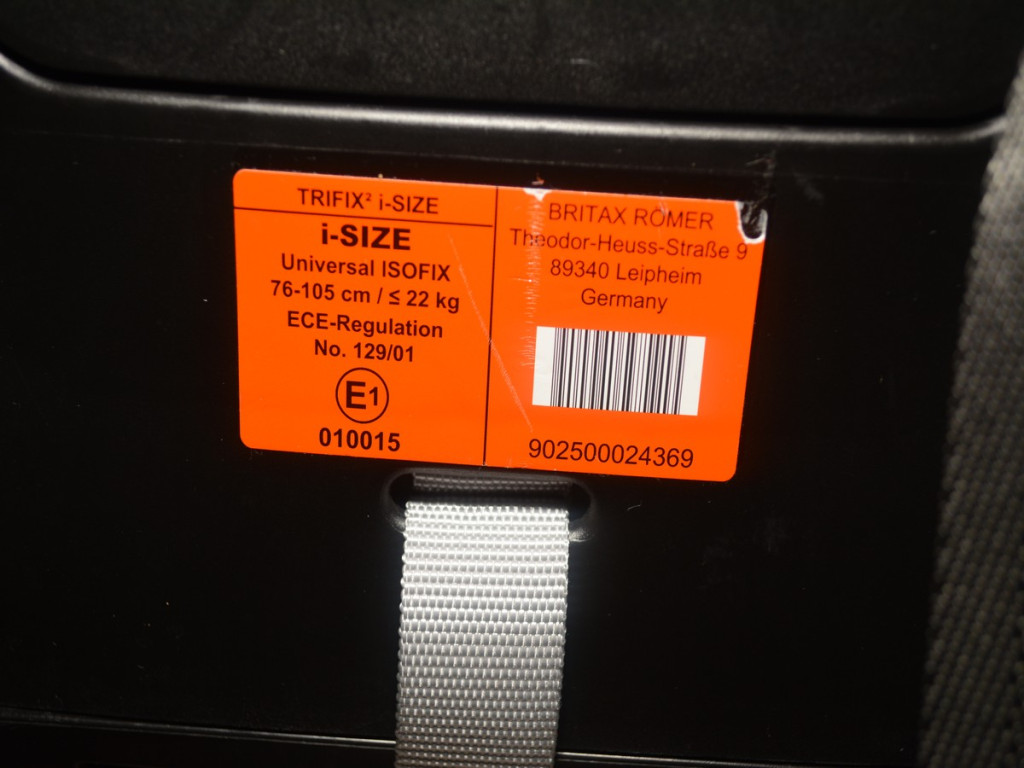 TRIFIX² i-SIZE
i-SIZE
Universal ISOFIX
76-105 cm / ≤ 22 kg
ECE-Regulation
No. 129/01
E1
010015
BRITAX RÖMER
Theodor-Heuss-Straße 9
89340 Leipheim
Germany
902500024369